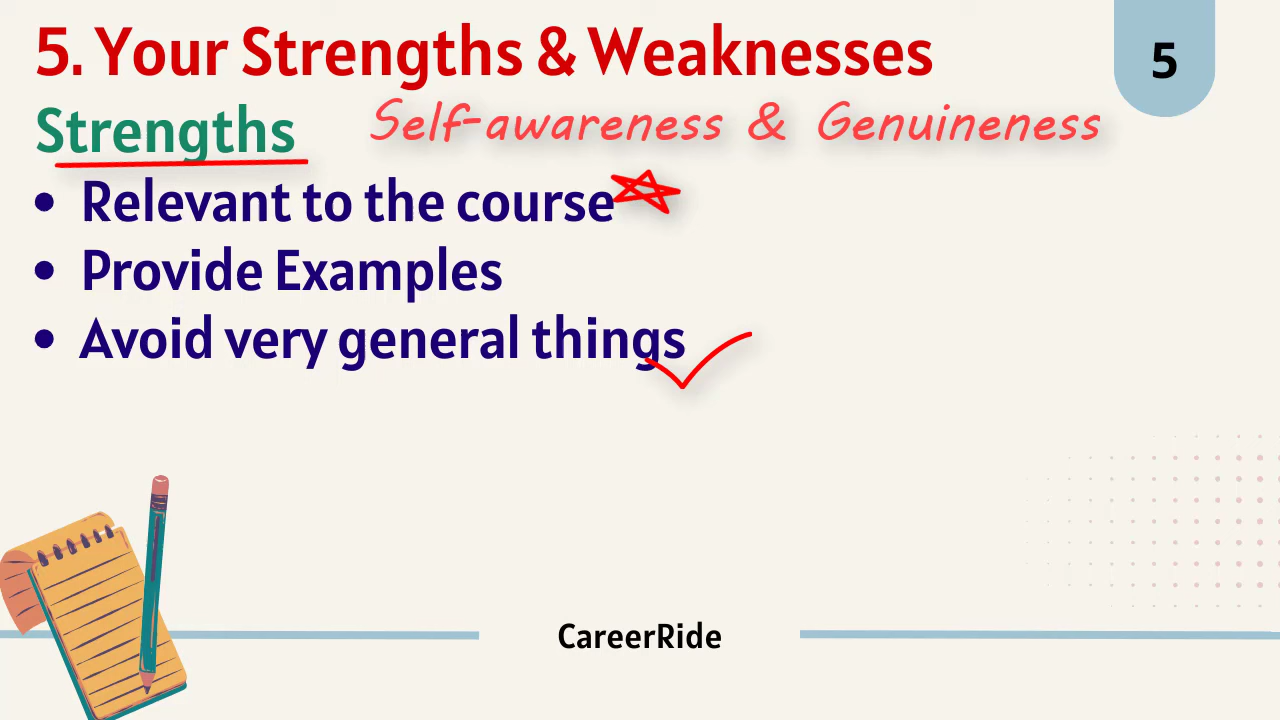 5. Your Strengths & Weaknesses
5
Strengths
Self-awareness & Genuineness
• Relevant to the course
• Provide Examples
• Avoid very general things
CareerRide